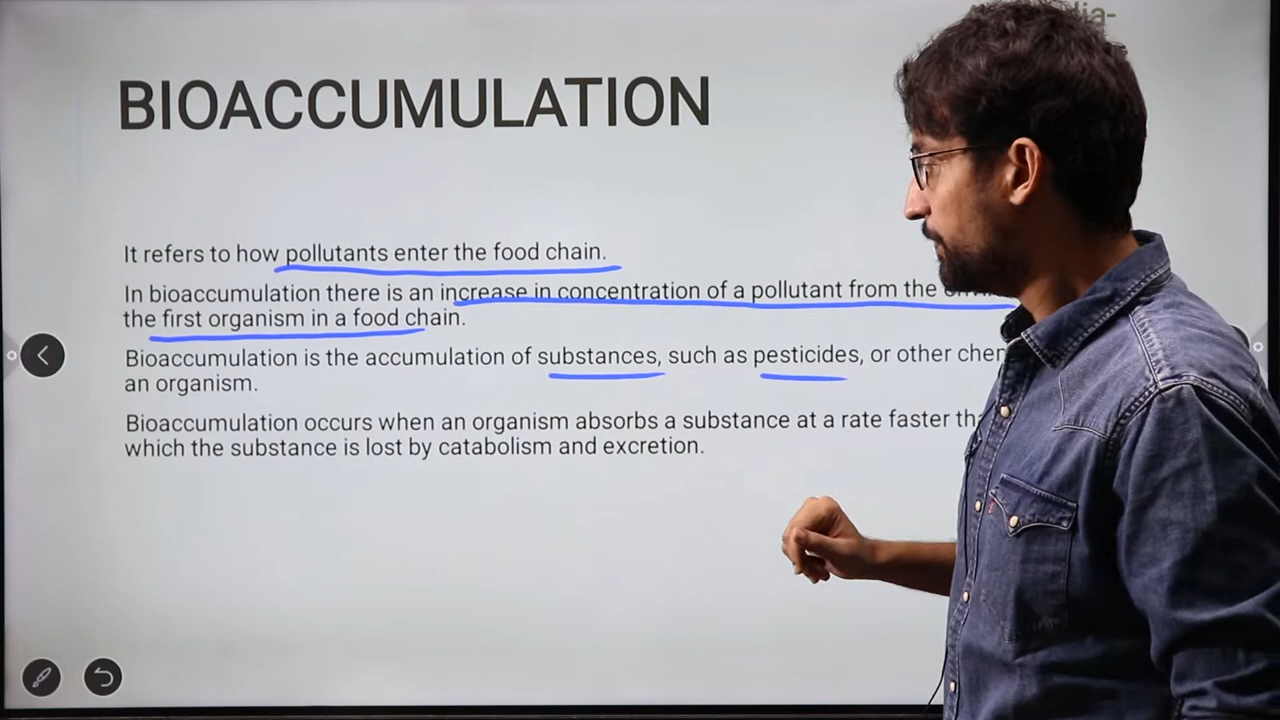 BIOACCUMULATION
It refers to how pollutants enter the food chain.
In bioaccumulation there is an increase in concentration of a pollutant from the
the first organism in a food chain.
Bioaccumulation is the accumulation of substances, such as pesticides, or other
an organism.
Bioaccumulation occurs when an organism absorbs a substance at a rate faster
which the substance is lost by catabolism and excretion.